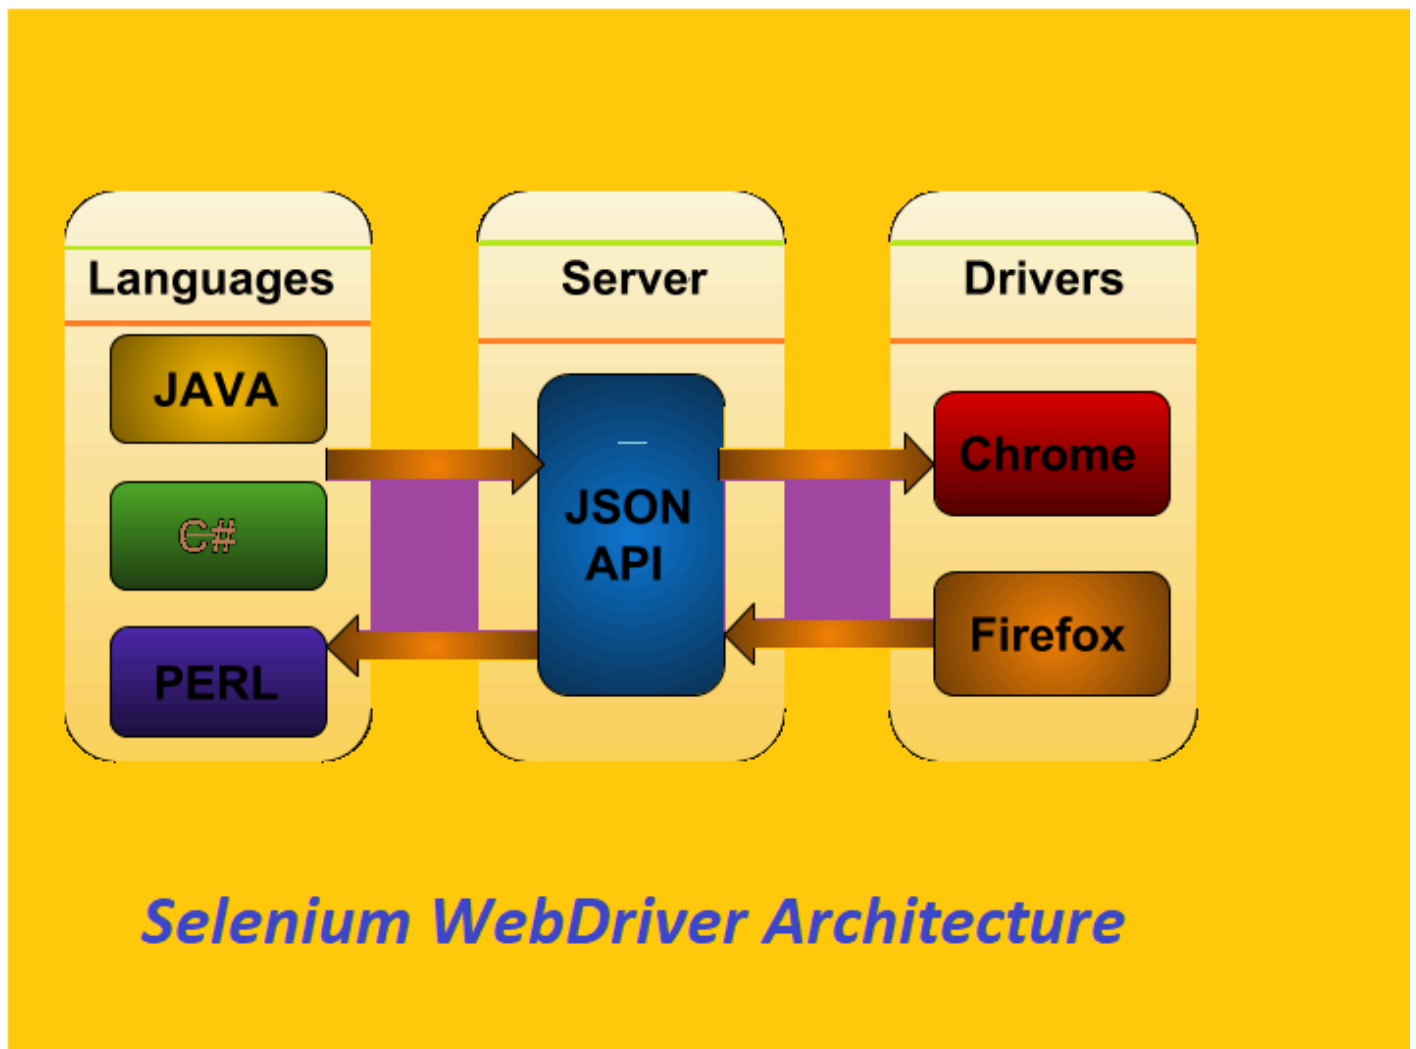 Languages
JAVA
C#
PERL
Server
JSON
API
Drivers
Chrome
Firefox
Selenium WebDriver Architecture